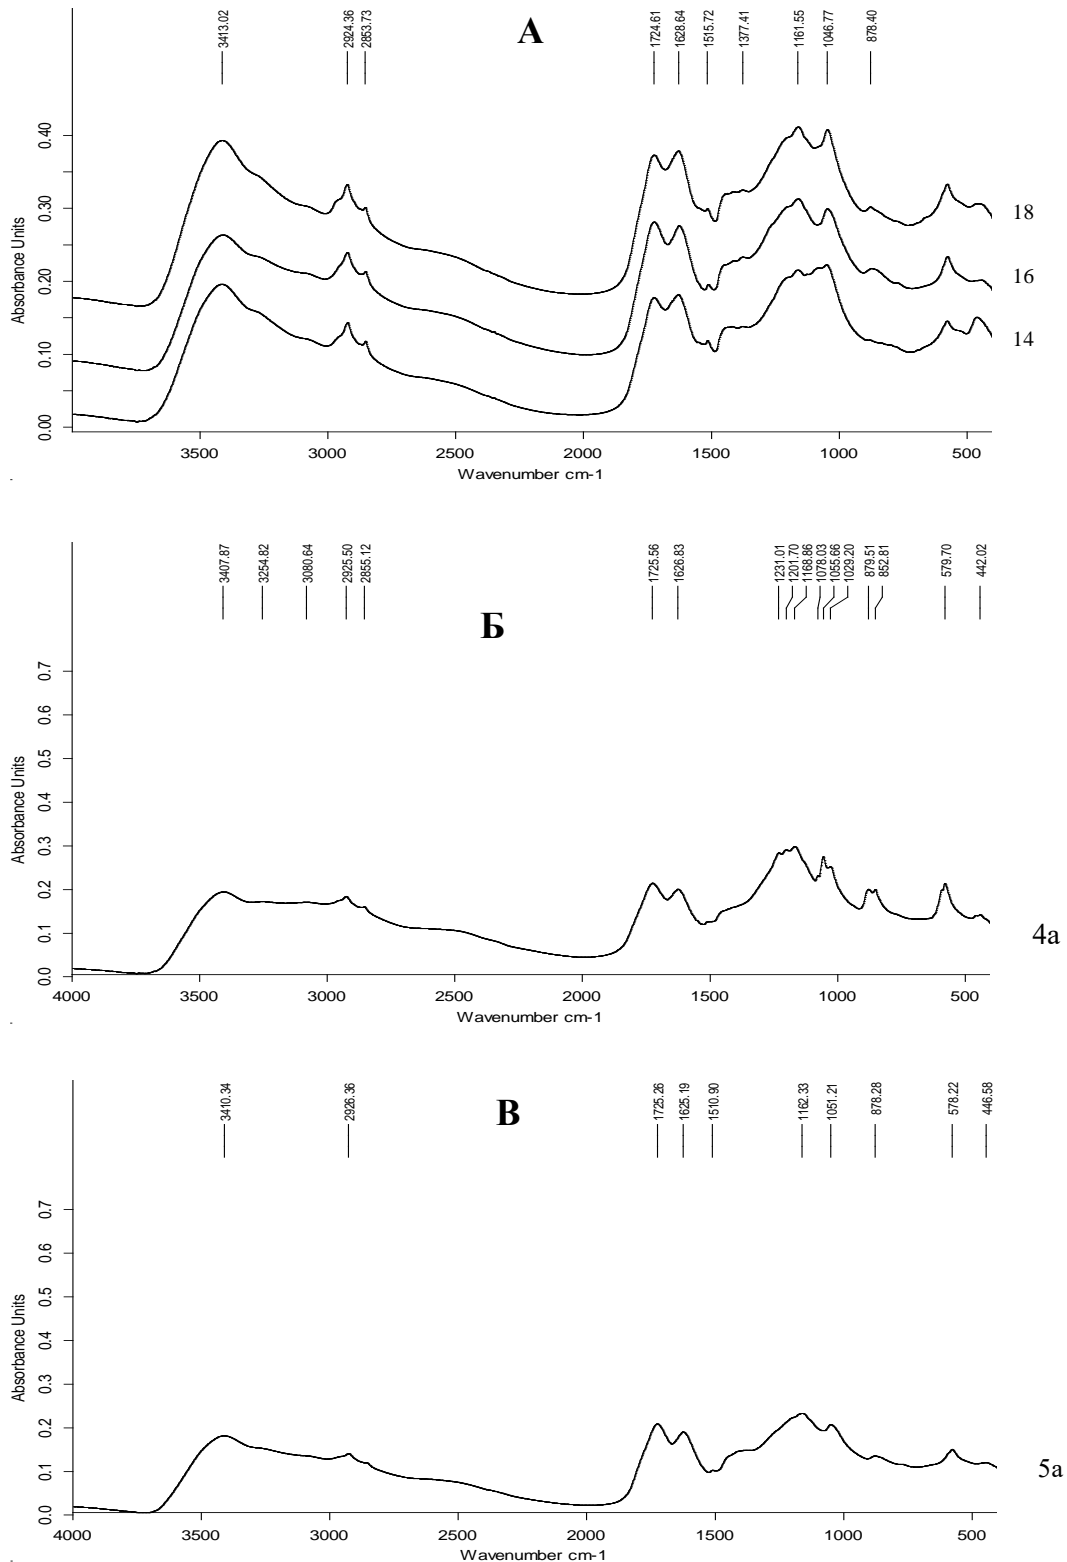 3413.02 2924.36 2853.73 1724.61 1628.64 1515.72 1377.41 1161.55 1046.77 878.40
А
0.40
0.30
0.20
0.10
0.00
Absorbance Units
18
16
14
3500 3000 2500 2000 1500 1000 500
Wavenumber cm-1
3407.87 3254.82 3080.64 2925.50 2855.12 1725.56 1626.83 1231.01 1201.70 1168.86 1078.03 1055.66 1029.20 879.51 852.81 579.70 442.02
Б
0.7
0.6
0.5
0.4
0.3
0.2
0.1
0.0
Absorbance Units
4а
4000 3500 3000 2500 2000 1500 1000 500
Wavenumber cm-1
3410.34 2926.36 1725.26 1625.19 1510.90 1162.33 1051.21 878.28 578.22 446.58
В
0.7
0.6
0.5
0.4
0.3
0.2
0.1
0.0
Absorbance Units
5а
4000 3500 3000 2500 2000 1500 1000 500
Wavenumber cm-1